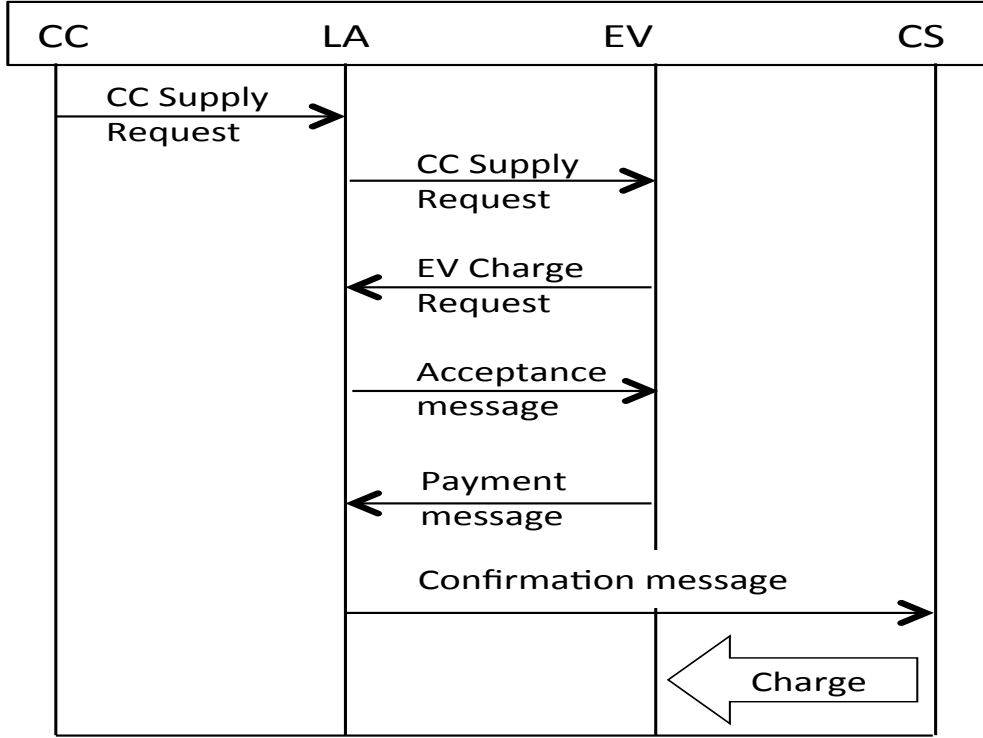 CC LA EV CS
CC Supply
Request
CC Supply
Request
EV Charge
Request
Acceptance
message
Payment
message
Confirmation message
Charge